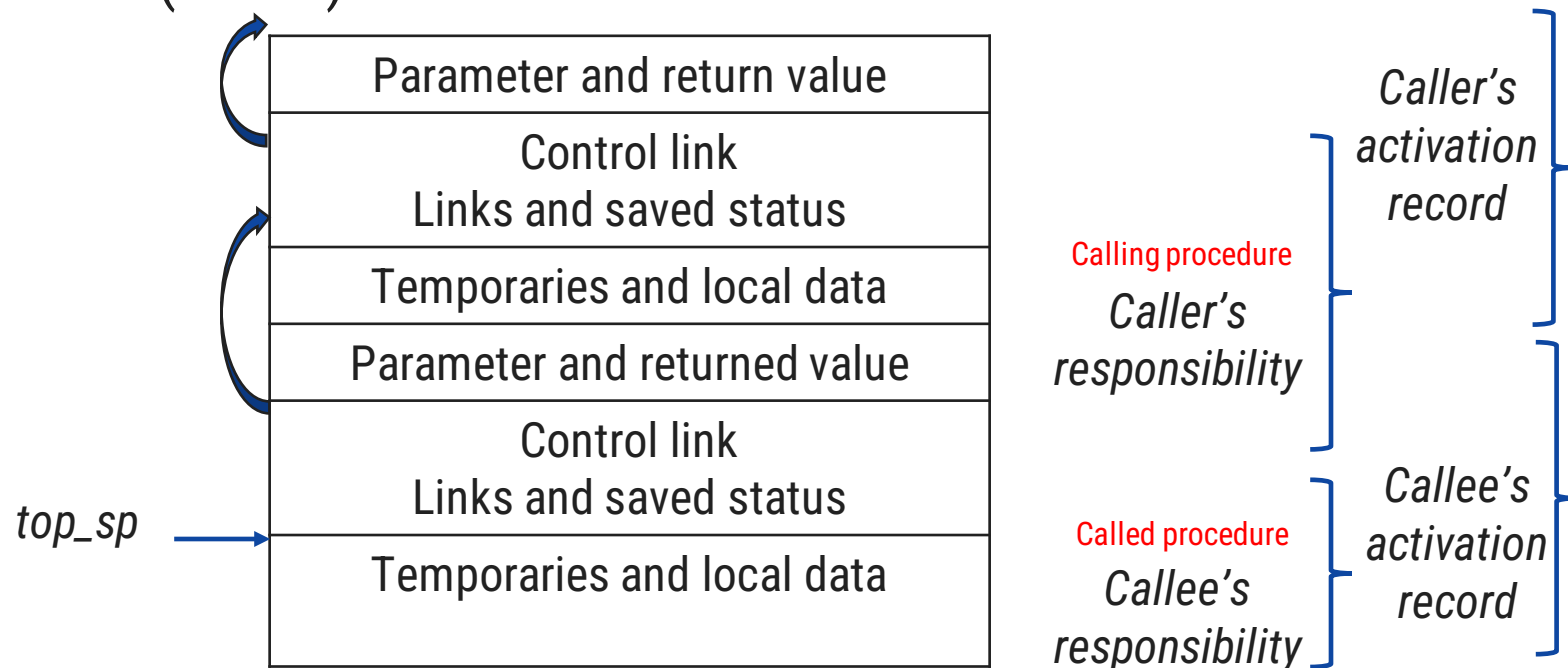 Parameter and return value
Control link
Links and saved status
Temporaries and local data
Parameter and returned value
Control link
Links and saved status
Temporaries and local data
top_sp
Calling procedure
Caller’s
responsibility
Called procedure
Callee’s
responsibility
Caller’s
activation
record
Callee’s
activation
record